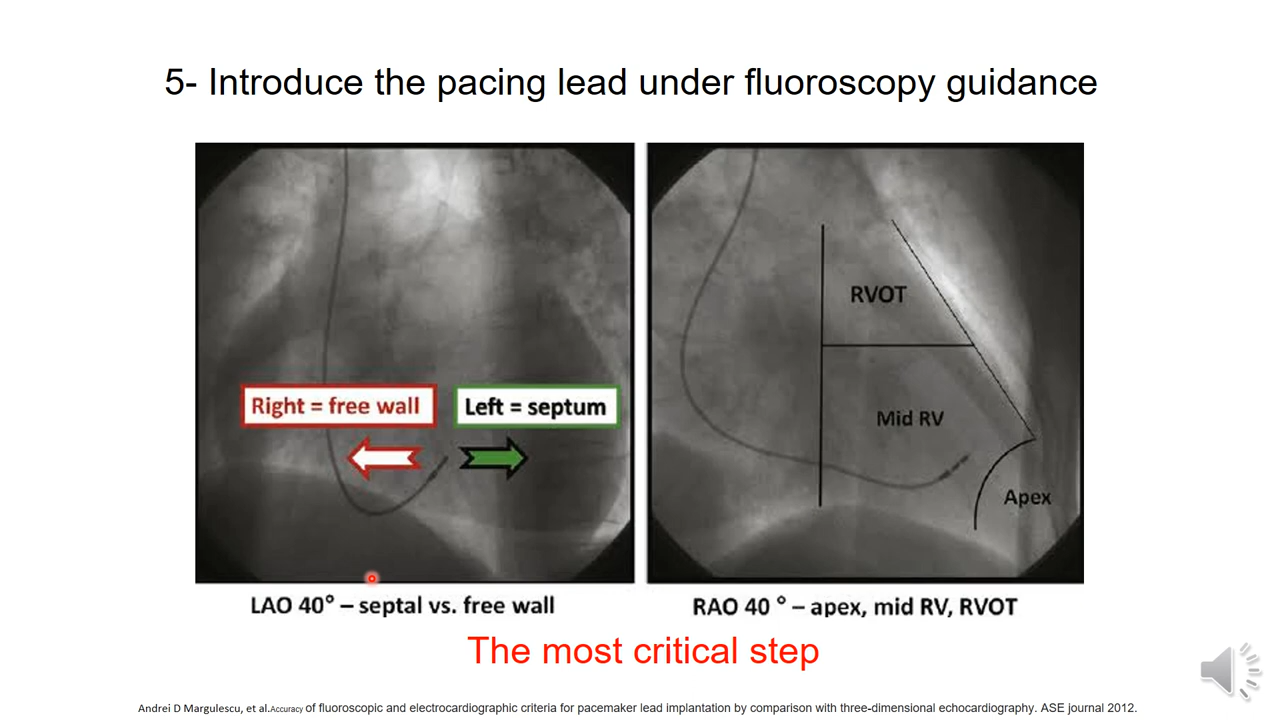 5- Introduce the pacing lead under fluoroscopy guidance
Right = free wall
Left = septum
RVOT
Mid RV
Apex
LAO 40° – septal vs. free wall
RAO 40 ° – apex, mid RV, RVOT
The most critical step
Andrei D Margulescu, et al.Accuracy of fluoroscopic and electrocardiographic criteria for pacemaker lead implantation by comparison with three-dimensional echocardiography. ASE journal 2012.